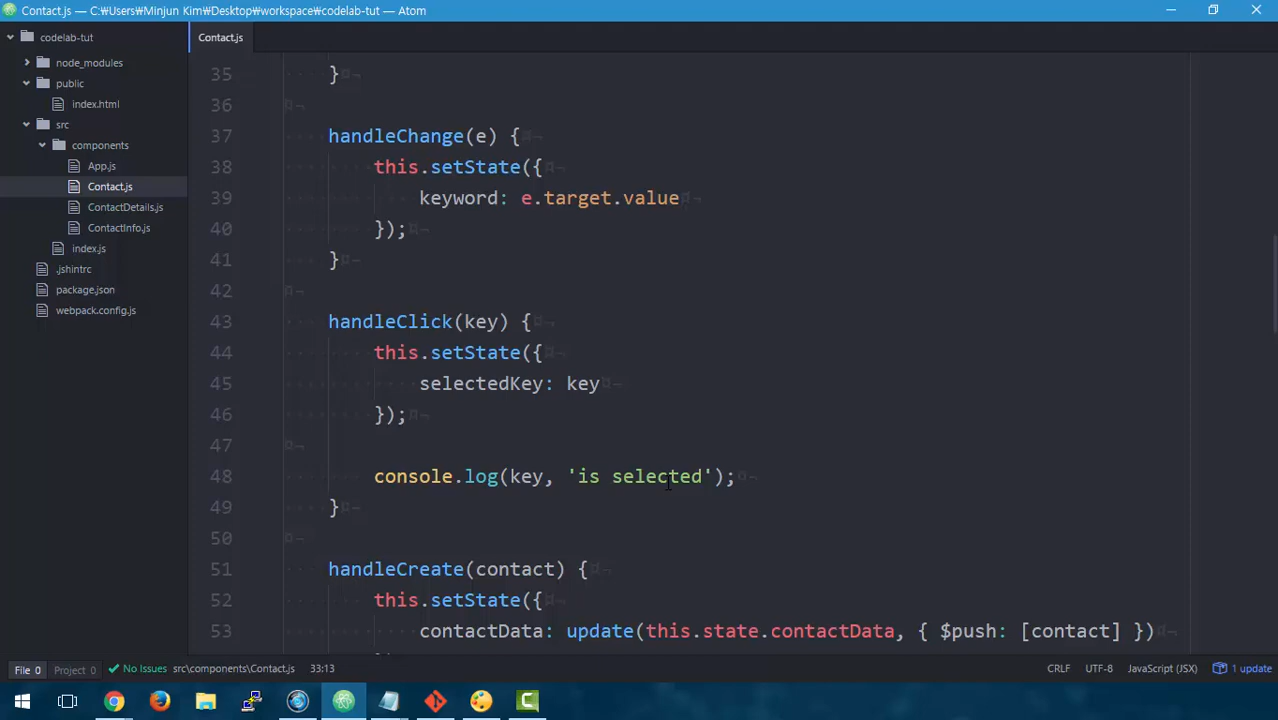 Contact.js — C:₩Users₩Minjun Kim₩Desktop₩workspace₩codelab-tut — Atom
codelab-tut
node_modules
public
index.html
src
components
App.js
Contact.js
ContactDetails.js
ContactInfo.js
index.js
.jshintrc
package.json
webpack.config.js
Contact.js
35 }
36
37 handleChange(e) {
38 this.setState({
39 keyword: e.target.value
40 });
41 }
42
43 handleClick(key) {
44 this.setState({
45 selectedKey: key
46 });
47
48 console.log(key, 'is selected');
49 }
50
51 handleCreate(contact) {
52 this.setState({
53 contactData: update(this.state.contactData, { $push: [contact] })
File 0 Project 0 No Issues src\components\Contact.js 33:13 CRLF UTF-8 JavaScript (JSX) 1 update